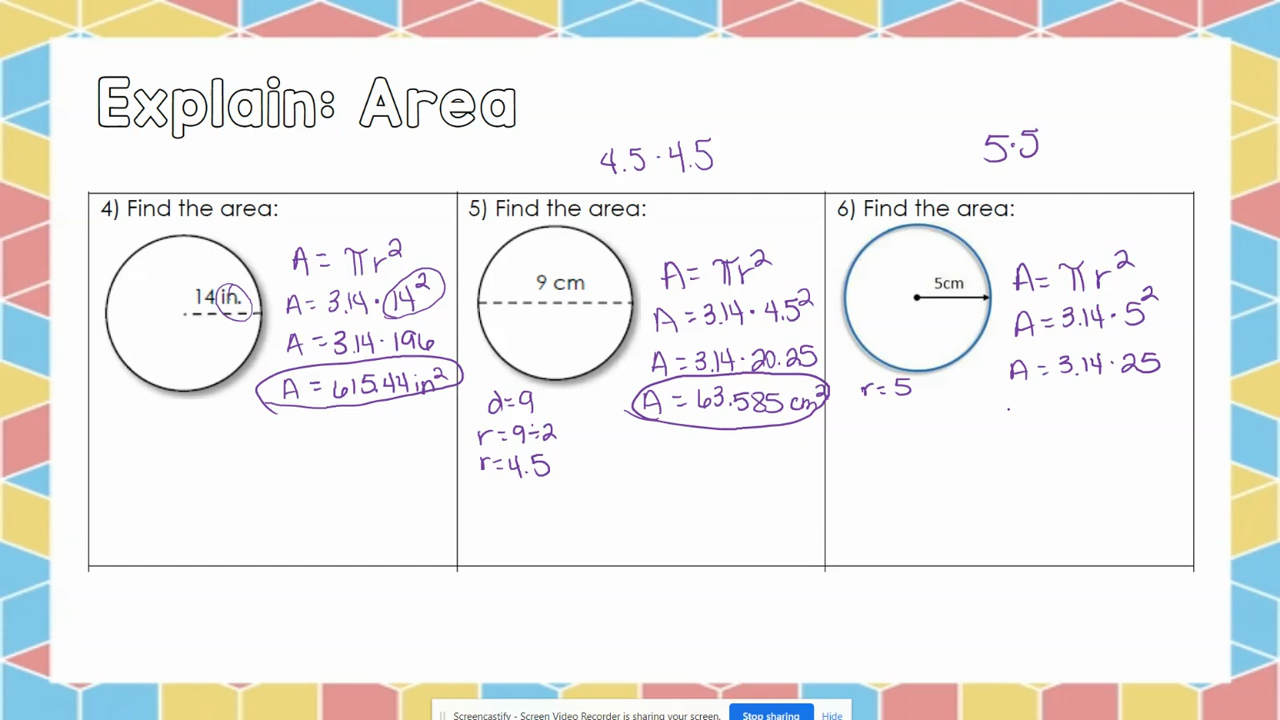 Explain: Area
4.5 · 4.5
5·5
4) Find the area:
14 in.
A = πr²
A = 3.14 · 14²
A = 3.14 · 196
A = 615.44 in²
5) Find the area:
9 cm
A = πr²
A = 3.14 · 4.5²
A = 3.14 · 20.25
A = 63.585 cm²
d=9
r=9÷2
r=4.5
6) Find the area:
5cm
r=5
A = πr²
A = 3.14 · 5²
A = 3.14 · 25
Screencastify - Screen Video Recorder is sharing your screen.
Stop sharing
Hide